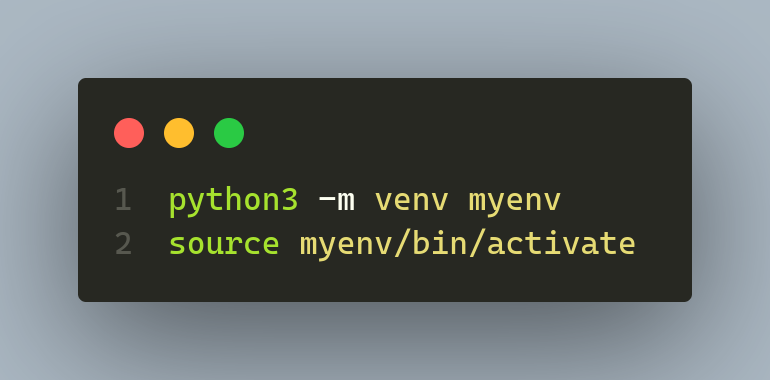 1 python3 -m venv myenv
2 source myenv/bin/activate